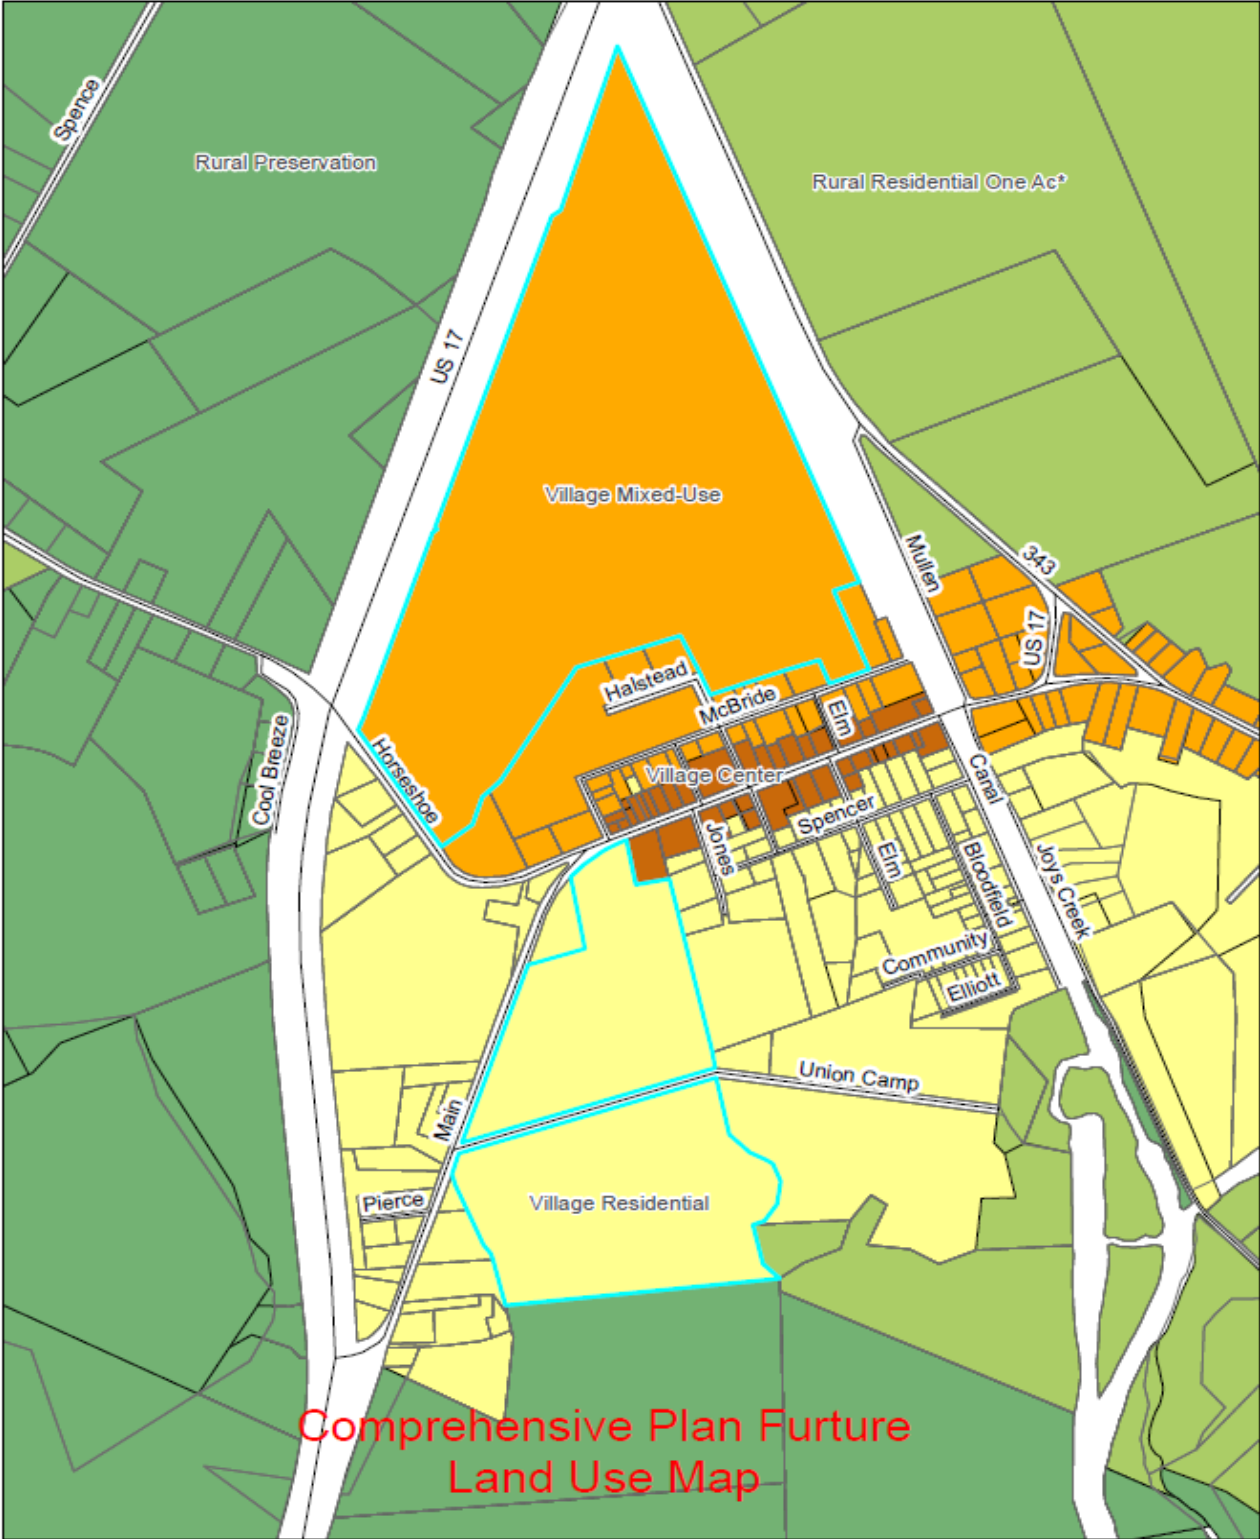 Spence
Rural Preservation
Rural Residential One Ac*
US 17
Village Mixed-Use
Mullen
343
US 17
Halstead
McBride
Elm
Cool Breeze
Horseshoe
Village Center
Canal
Spencer
Jones
Elm
Bloodfield
Joys Creek
Community
Elliott
Union Camp
Main
Pierce
Village Residential
Comprehensive Plan Furture
Land Use Map